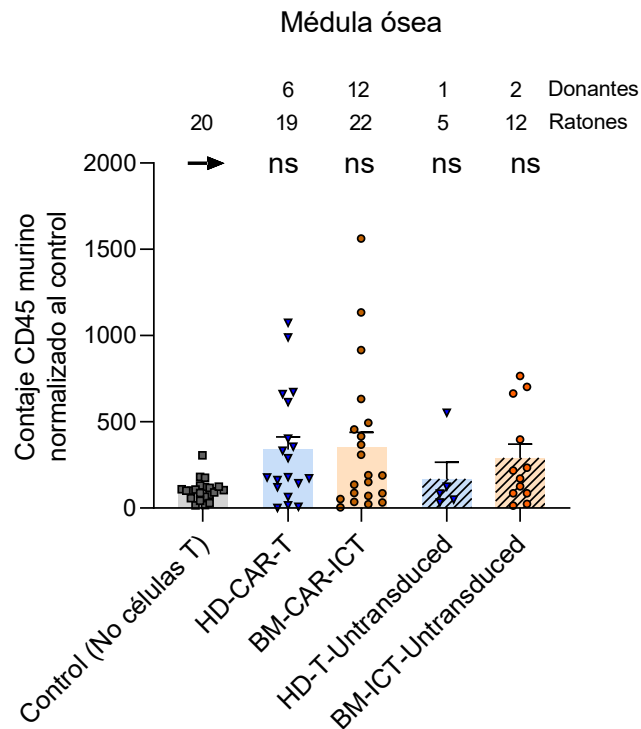 Médula ósea
6 12 1 2 Donantes
20 19 22 5 12 Ratones
ns ns ns ns
2000
1500
1000
500
0
Contaje CD45 murino
normalizado al control
Control (No células T)
HD-CAR-T
BM-CAR-ICT
HD-T-Untransduced
BM-ICT-Untransduced